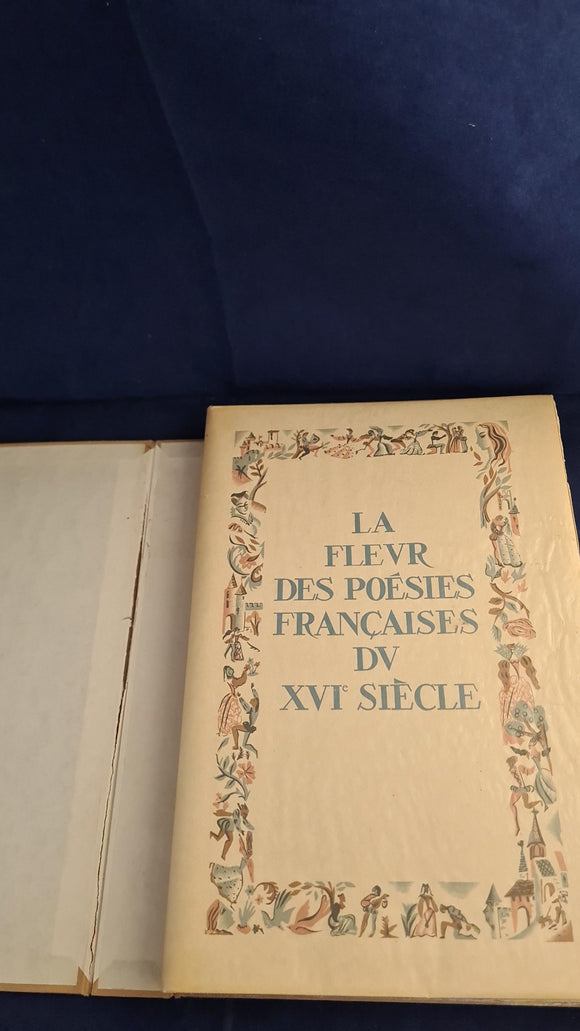 LA
FLEVR
DES POÉSIES
FRANÇAISES
DV
XVIe SIÈCLE